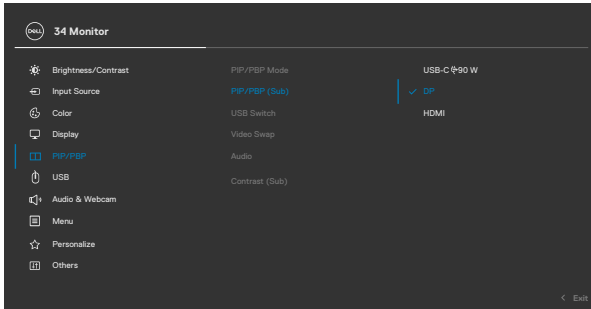 DELL 34 Monitor
Brightness/Contrast PIP/PBP Mode USB-C 90 W
Input Source PIP/PBP (Sub) DP
Color USB Switch HDMI
Display Video Swap
PIP/PBP Audio
USB Contrast (Sub)
Audio & Webcam
Menu
Personalize
Others
Exit